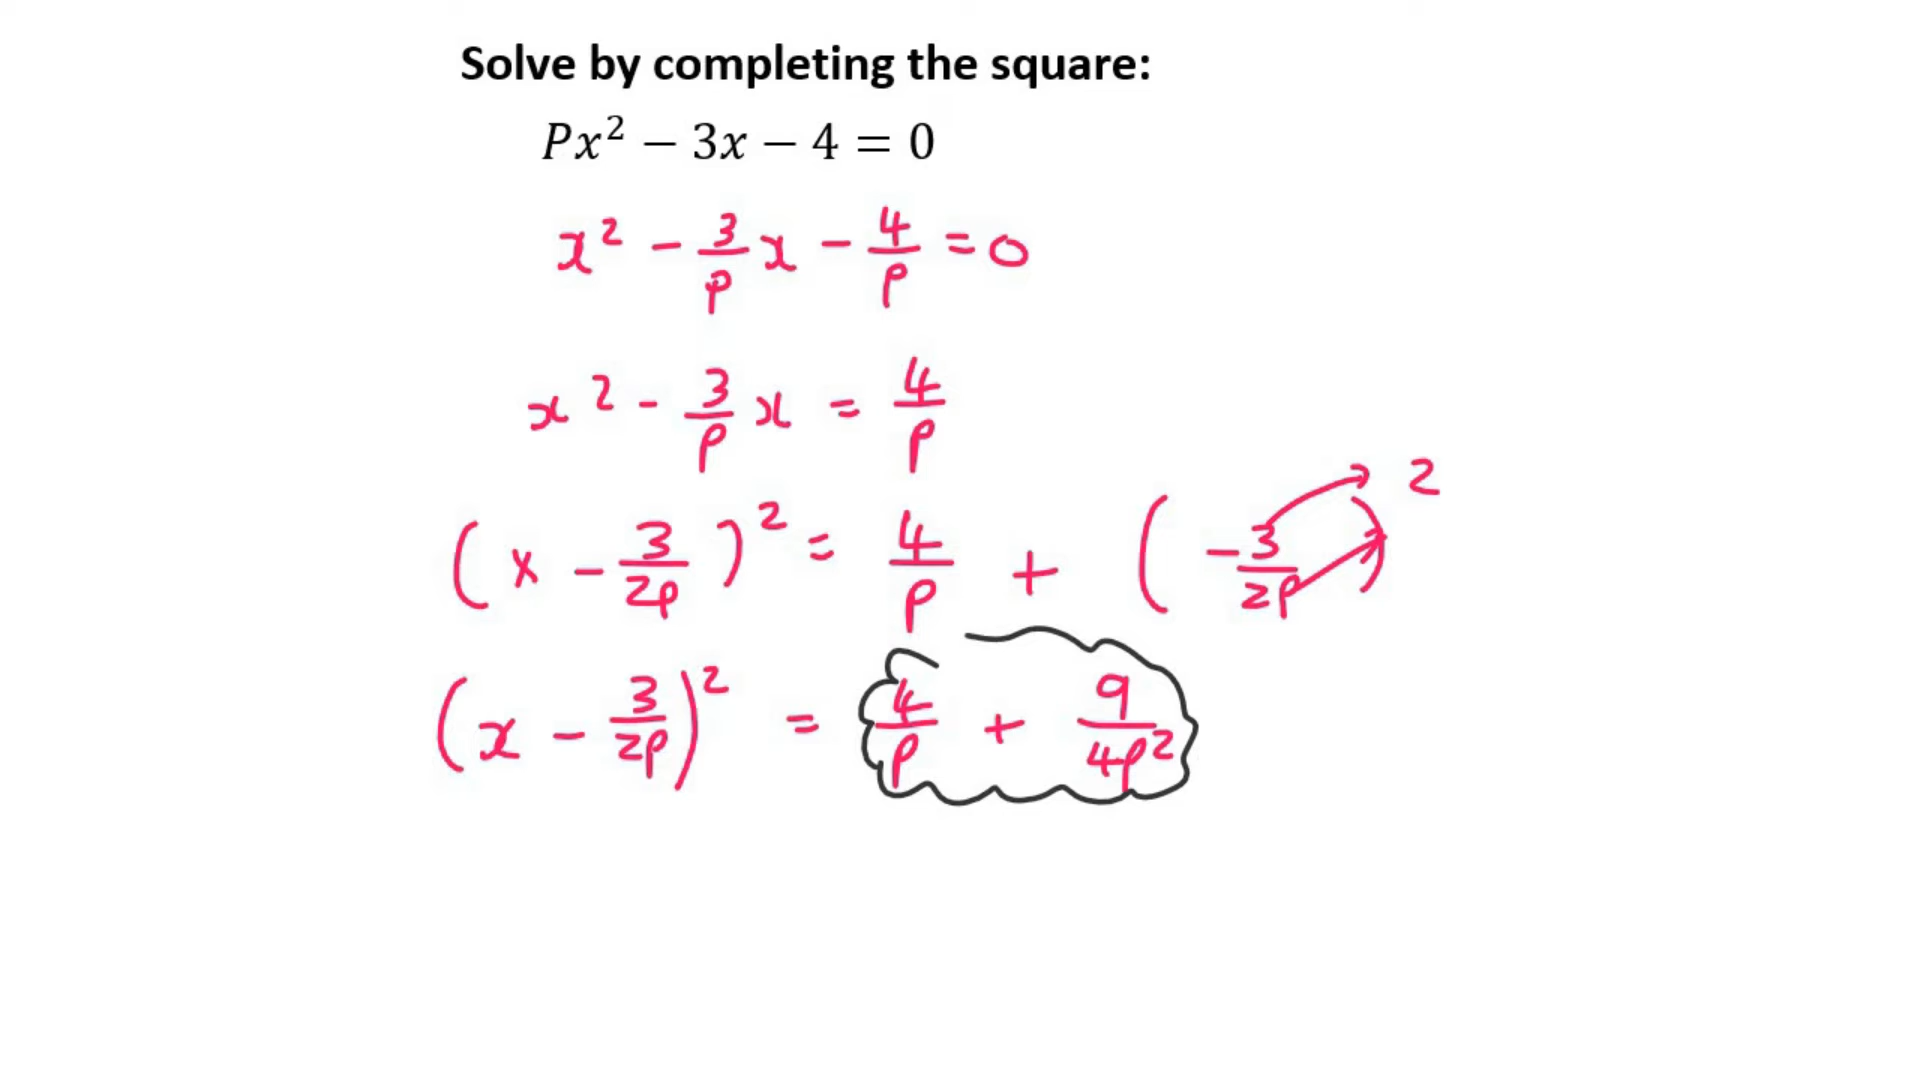 Solve by completing the square:
Px² − 3x − 4 = 0
x² − 3/p x − 4/p = 0
x² − 3/p x = 4/p
(x − 3/2p)² = 4/p + (−3/2p)²
(x − 3/2p)² = 4/p + 9/4p²